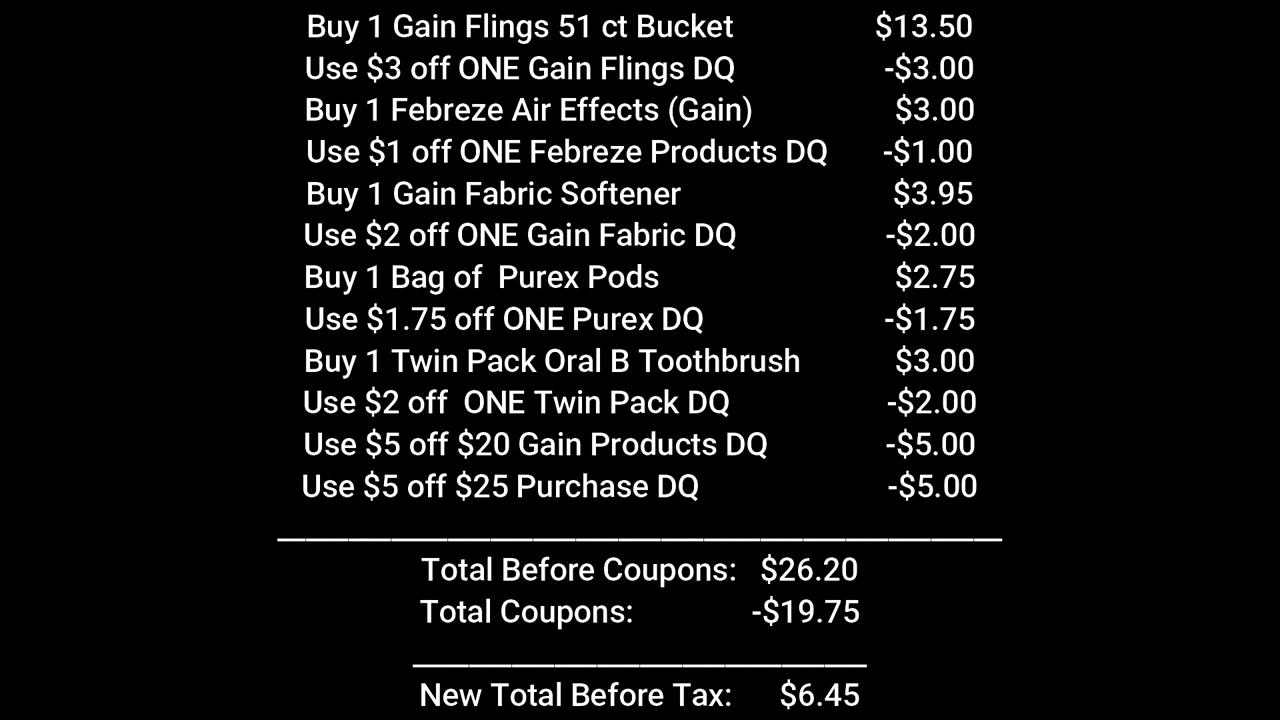 Buy 1 Gain Flings 51 ct Bucket $13.50
Use $3 off ONE Gain Flings DQ -$3.00
Buy 1 Febreze Air Effects (Gain) $3.00
Use $1 off ONE Febreze Products DQ -$1.00
Buy 1 Gain Fabric Softener $3.95
Use $2 off ONE Gain Fabric DQ -$2.00
Buy 1 Bag of  Purex Pods $2.75
Use $1.75 off ONE Purex DQ -$1.75
Buy 1 Twin Pack Oral B Toothbrush $3.00
Use $2 off  ONE Twin Pack DQ -$2.00
Use $5 off $20 Gain Products DQ -$5.00
Use $5 off $25 Purchase DQ -$5.00
Total Before Coupons: $26.20
Total Coupons: -$19.75
New Total Before Tax: $6.45